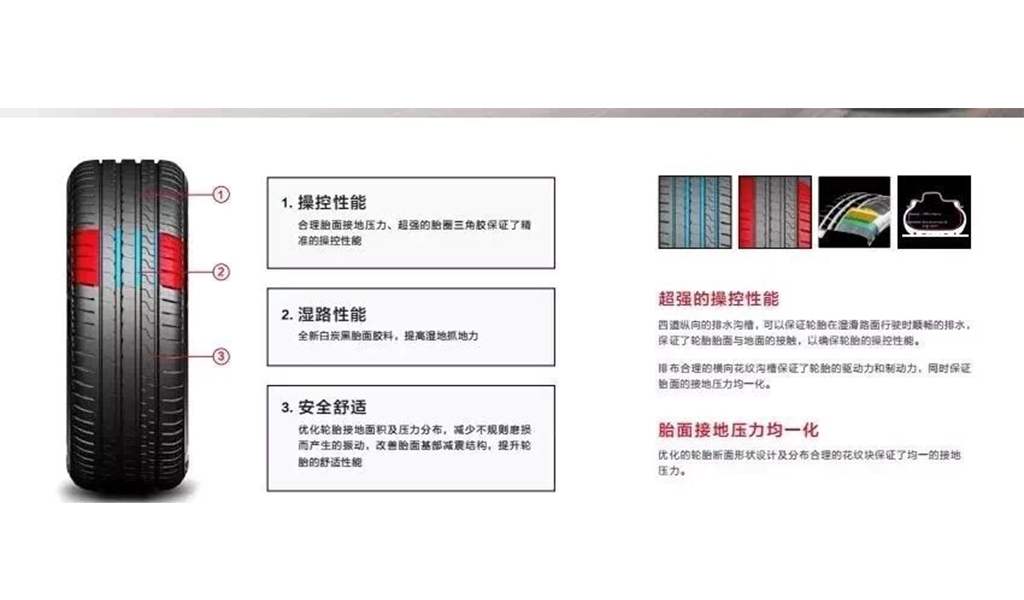 ①
②
③
1. 操控性能
合理胎面接地压力、超强的胎圈三角胶保证了精
准的操控性能
2. 湿路性能
全新白炭黑胎面胶料，提高湿地抓地力
3. 安全舒适
优化轮胎接地面积及压力分布，减少不规则磨损
而产生的振动，改善胎面基部减震结构，提升轮
胎的舒适性能
超强的操控性能
四道纵向的排水沟槽，可以保证轮胎在湿滑路面行驶时顺畅的排水，
保证了轮胎胎面与地面的接触，以确保轮胎的操控性能。
排布合理的横向花纹沟槽保证了轮胎的驱动力和制动力，同时保证
胎面的接地压力均一化。
胎面接地压力均一化
优化的轮胎断面形状设计及分布合理的花纹块保证了均一的接地
压力。